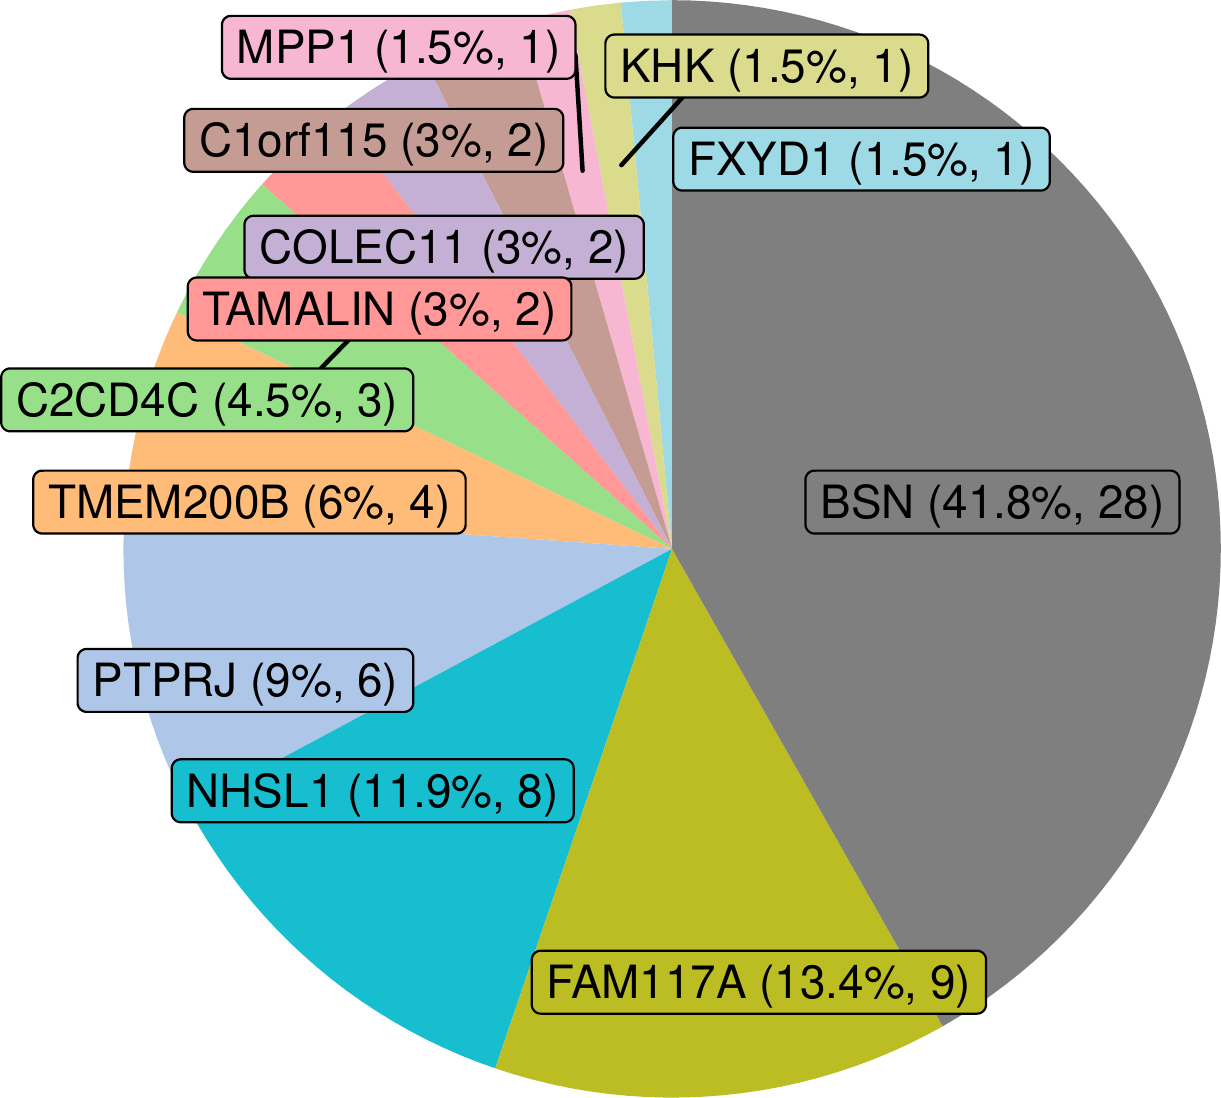 MPP1 (1.5%, 1)
KHK (1.5%, 1)
C1orf115 (3%, 2)
FXYD1 (1.5%, 1)
COLEC11 (3%, 2)
TAMALIN (3%, 2)
C2CD4C (4.5%, 3)
TMEM200B (6%, 4)
BSN (41.8%, 28)
PTPRJ (9%, 6)
NHSL1 (11.9%, 8)
FAM117A (13.4%, 9)